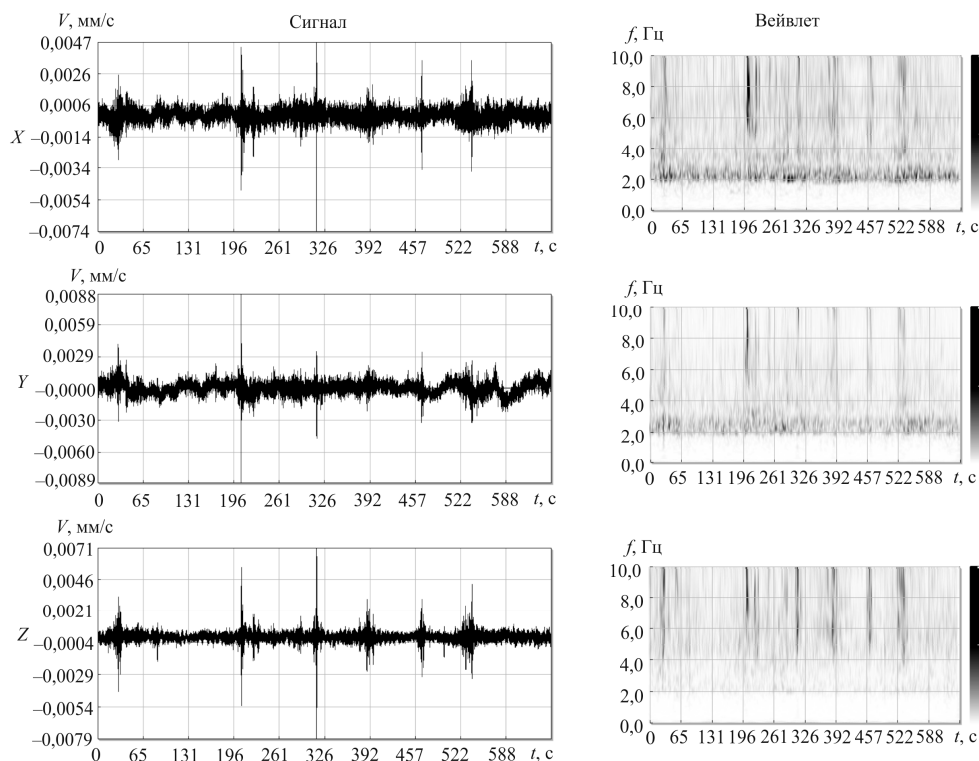 Сигнал
V, мм/с
0,0047
0,0026
0,0006
X –0,0014
–0,0034
–0,0054
–0,0074
0 65 131 196 261 326 392 457 522 588 t, с
Вейвлет
f, Гц
10,0
8,0
6,0
4,0
2,0
0,0
0 65 131 196 261 326 392 457 522 588 t, с
V, мм/с
0,0088
0,0059
0,0029
Y –0,0000
–0,0030
–0,0060
–0,0089
0 65 131 196 261 326 392 457 522 588 t, с
f, Гц
10,0
8,0
6,0
4,0
2,0
0,0
0 65 131 196 261 326 392 457 522 588 t, с
V, мм/с
0,0071
0,0046
0,0021
Z –0,0004
–0,0029
–0,0054
–0,0079
0 65 131 196 261 326 392 457 522 588 t, с
f, Гц
10,0
8,0
6,0
4,0
2,0
0,0
0 65 131 196 261 326 392 457 522 588 t, с